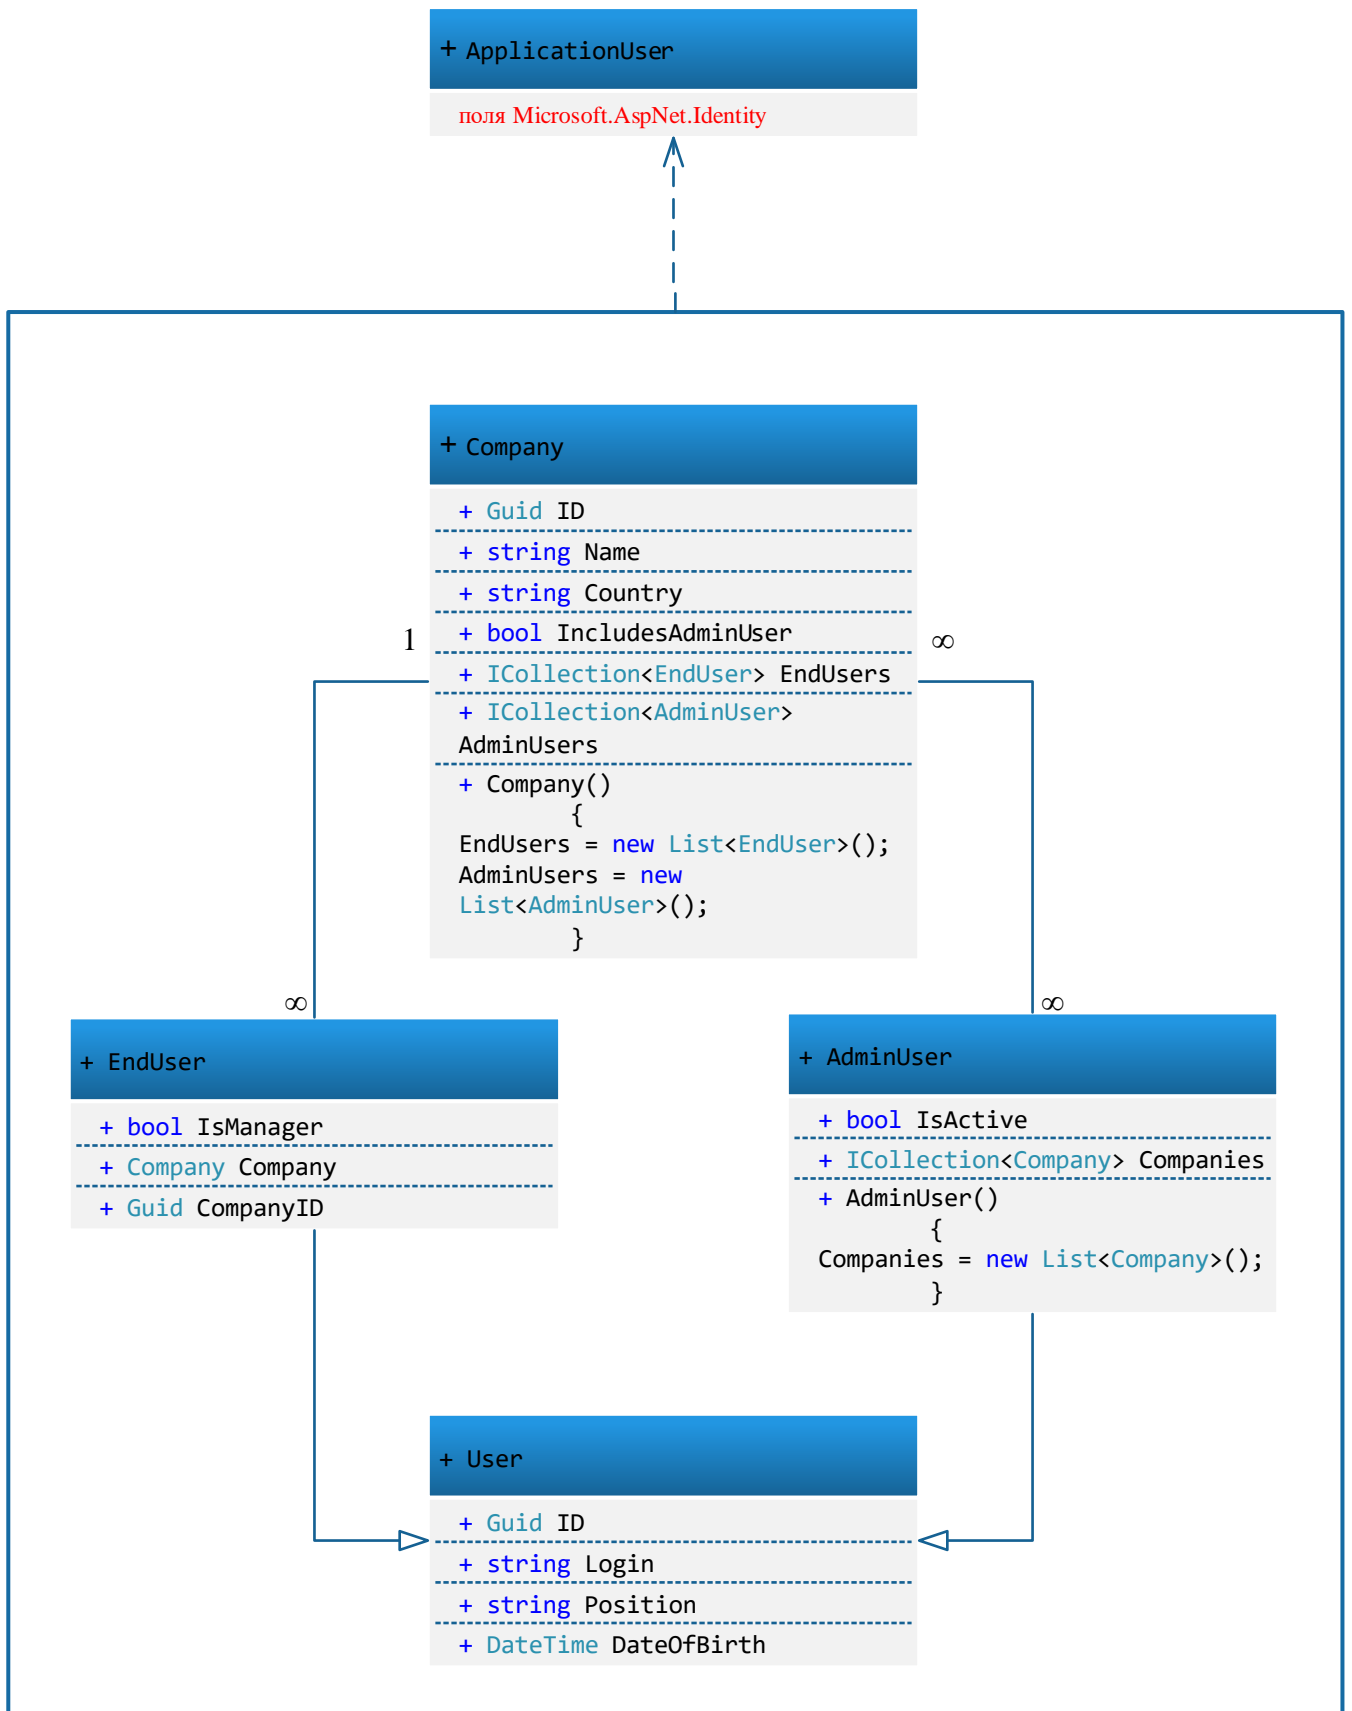 + ApplicationUser
поля Microsoft.AspNet.Identity
+ Company
+ Guid ID
+ string Name
+ string Country
+ bool IncludesAdminUser
1
∞
+ ICollection<EndUser> EndUsers
+ ICollection<AdminUser>
AdminUsers
+ Company()
{
EndUsers = new List<EndUser>();
AdminUsers = new
List<AdminUser>();
}
∞
∞
+ EndUser
+ bool IsManager
+ Company Company
+ Guid CompanyID
+ AdminUser
+ bool IsActive
+ ICollection<Company> Companies
+ AdminUser()
{
Companies = new List<Company>();
}
+ User
+ Guid ID
+ string Login
+ string Position
+ DateTime DateOfBirth